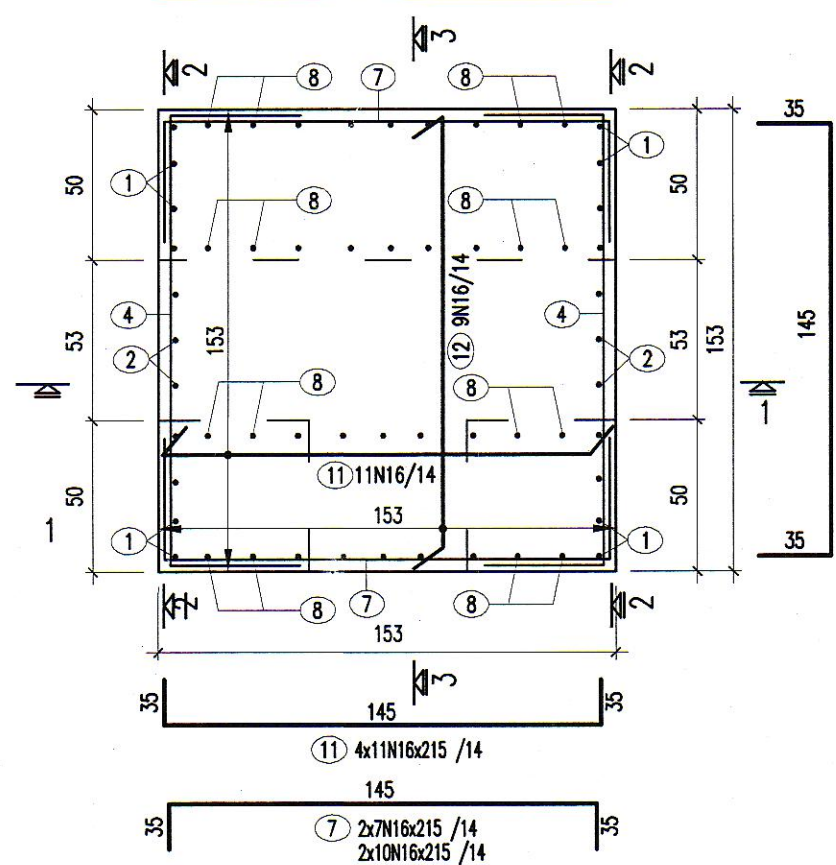 3
2 2
8 7 8
35
50 1 1 50
8 8
12 9N16/14
4 4
53 153 53 153 145
2 2
8 8
1 1
11 11N16/14
50 153 50
1 1 1
35
8 7 8
2 2
153
3
35 145 35
11 4x11N16x215 /14
145
35 35
7 2x7N16x215 /14
2x10N16x215 /14